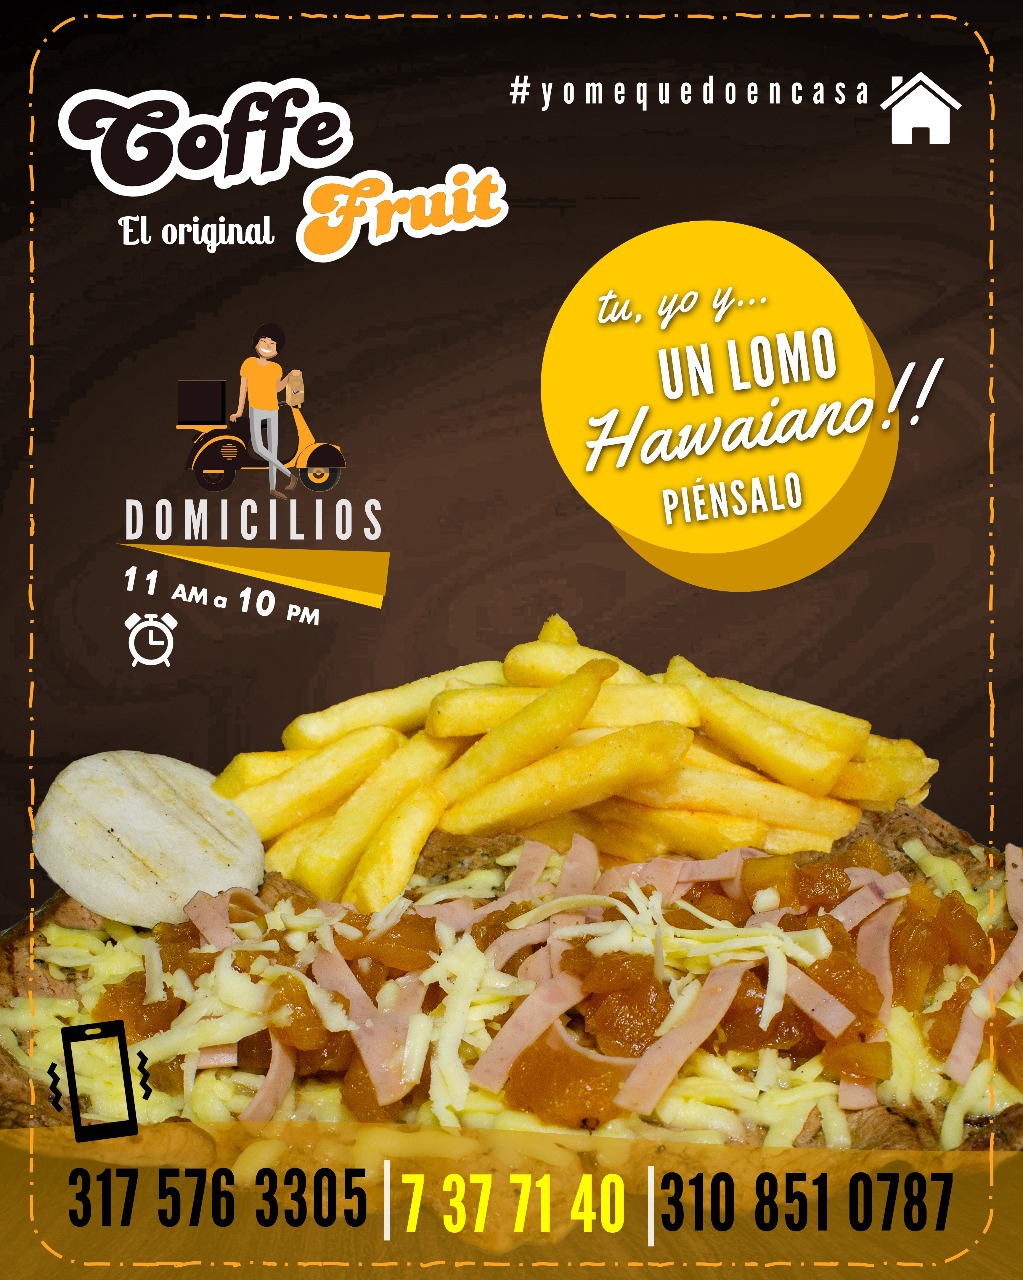 Coffe
Fruit
El original
#yomequedoencasa
tu, yo y...
UN LOMO
Hawaiano!!
PIÉNSALO
DOMICILIOS
11 AM a 10 PM
317 576 3305 | 7 37 71 40 | 310 851 0787